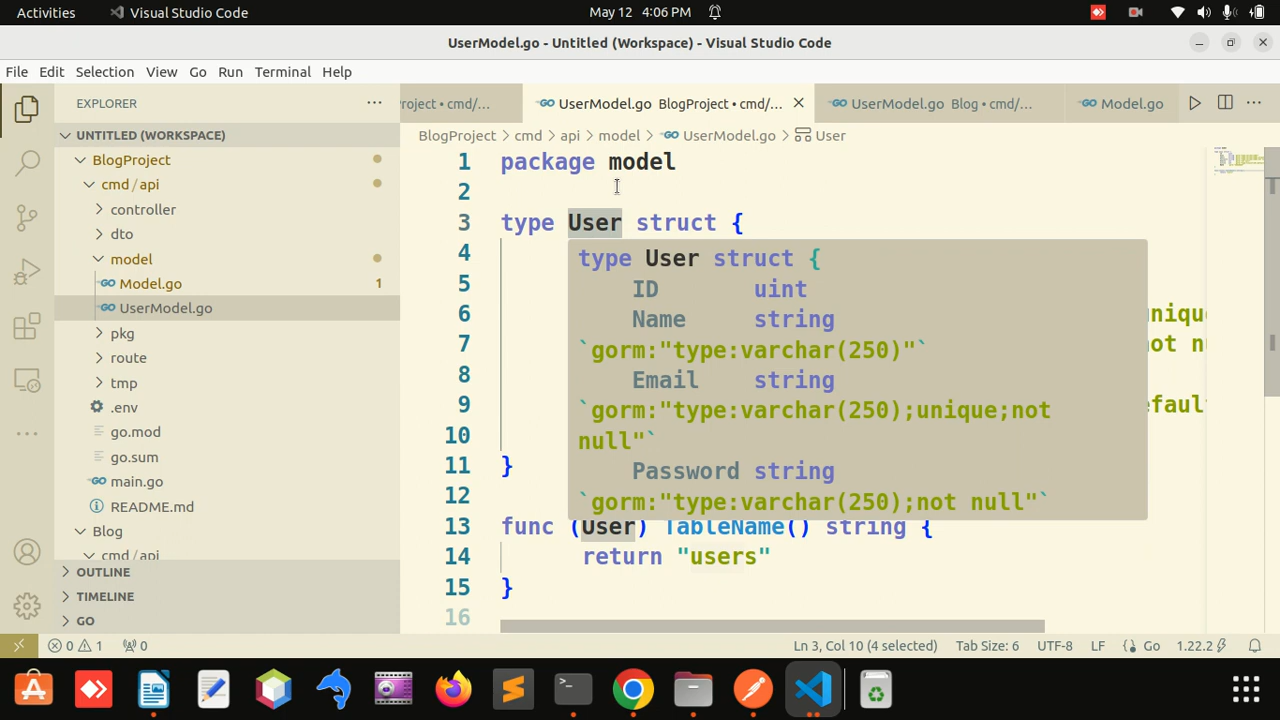 Activities Visual Studio Code May 12 4:06 PM
UserModel.go - Untitled (Workspace) - Visual Studio Code
File Edit Selection View Go Run Terminal Help
EXPLORER
UNTITLED (WORKSPACE)
BlogProject
cmd / api
controller
dto
model
Model.go 1
UserModel.go
pkg
route
tmp
.env
go.mod
go.sum
main.go
README.md
Blog
cmd / api
OUTLINE
TIMELINE
GO
roject • cmd/... UserModel.go BlogProject • cmd/... UserModel.go Blog • cmd/... Model.go
BlogProject > cmd > api > model > UserModel.go > User
1 package model
2
3 type User struct {
4
5
6
7
8
9
10
11 }
12
13 func (User) TableName() string {
14 return "users"
15 }
16
type User struct {
ID uint
Name string
`gorm:"type:varchar(250)"`
Email string
`gorm:"type:varchar(250);unique;not
null"`
Password string
`gorm:"type:varchar(250);not null"`
0 1 0 Ln 3, Col 10 (4 selected) Tab Size: 6 UTF-8 LF Go 1.22.2